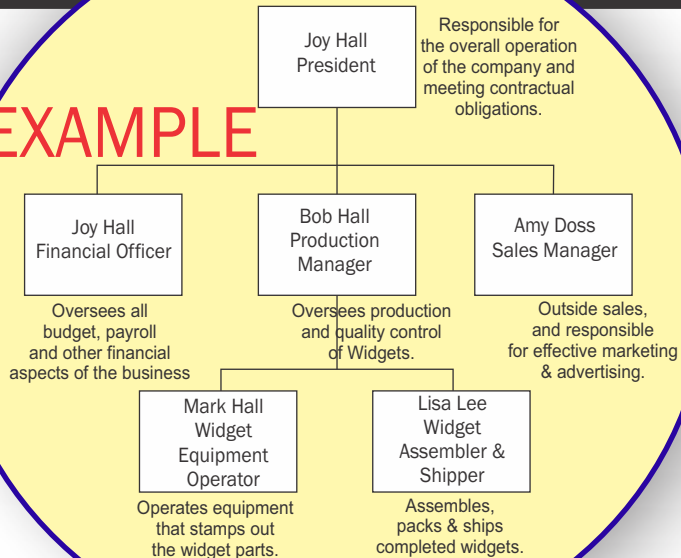 Joy Hall
President
Responsible for
the overall operation
of the company and
meeting contractual
obligations.
EXAMPLE
Joy Hall
Financial Officer
Oversees all
budget, payroll
and other financial
aspects of the business
Bob Hall
Production
Manager
Oversees production
and quality control
of Widgets.
Amy Doss
Sales Manager
Outside sales,
and responsible
for effective marketing
& advertising.
Mark Hall
Widget
Equipment
Operator
Operates equipment
that stamps out
the widget parts.
Lisa Lee
Widget
Assembler &
Shipper
Assembles,
packs & ships
completed widgets.